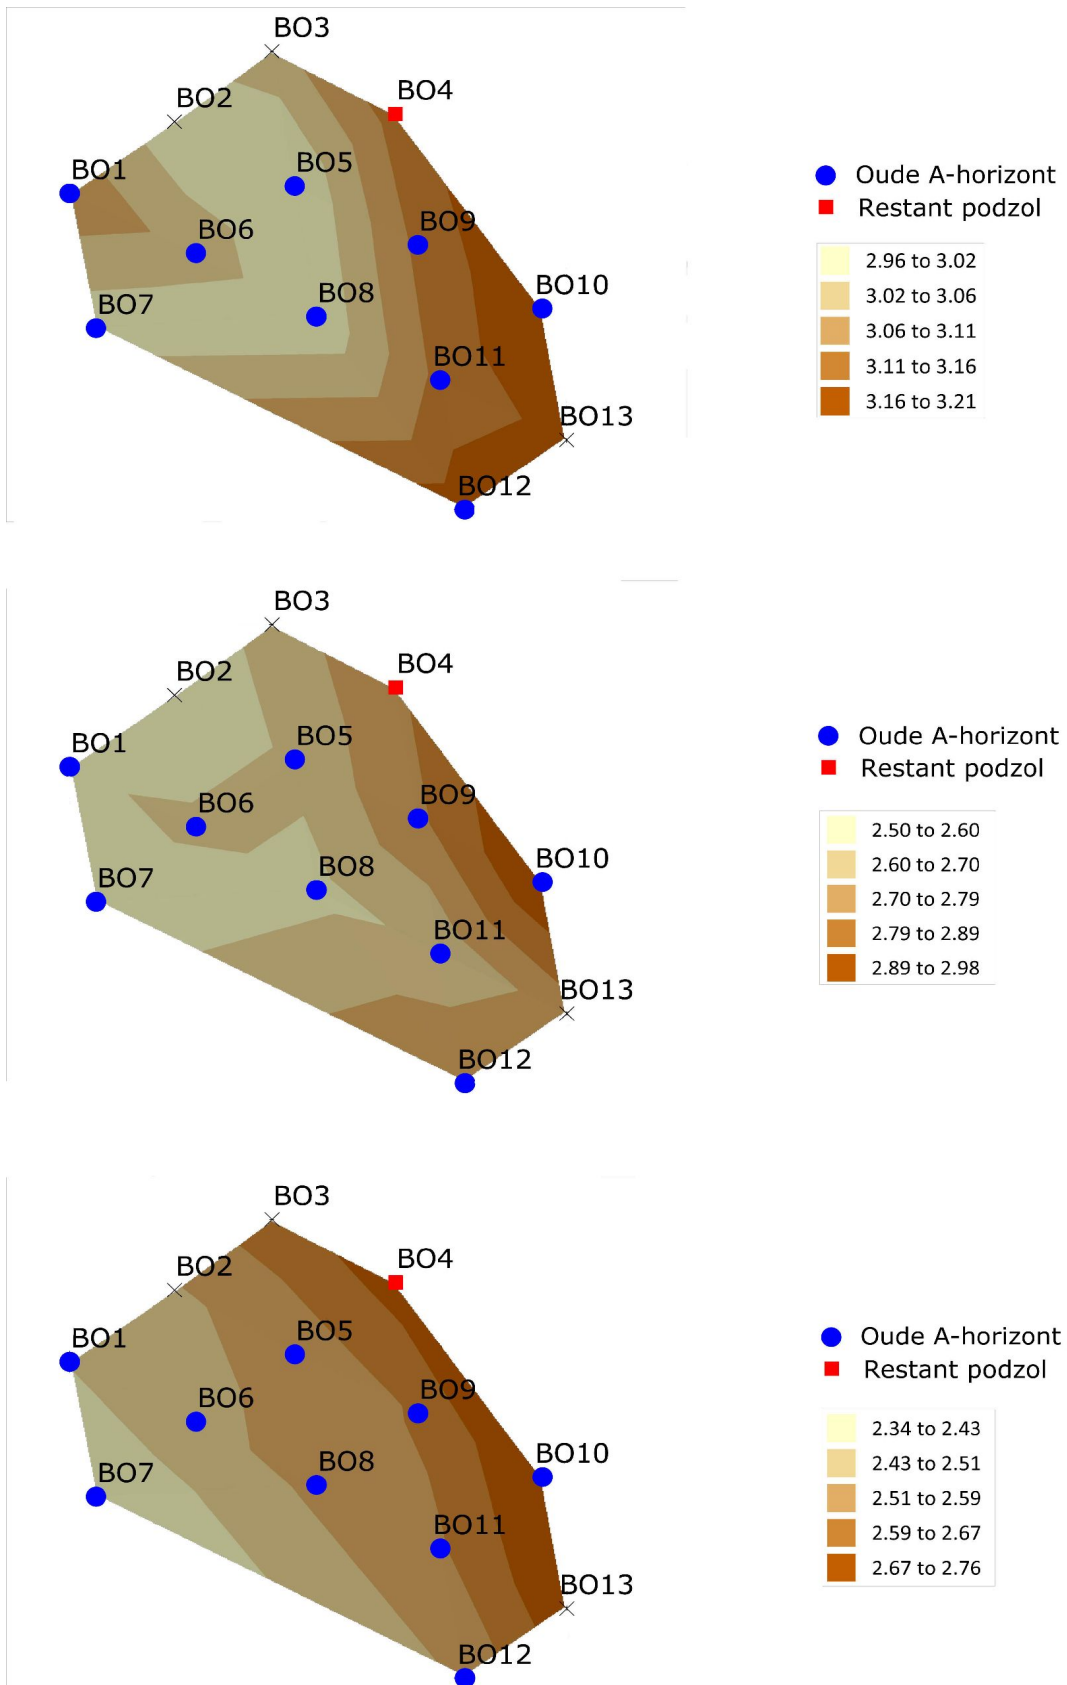 BO3
BO4
BO2
BO1
BO5
BO6
BO9
BO7
BO8
BO10
BO11
BO13
BO12
Oude A-horizont
Restant podzol
2.96 to 3.02
3.02 to 3.06
3.06 to 3.11
3.11 to 3.16
3.16 to 3.21
BO3
BO4
BO2
BO1
BO5
BO6
BO9
BO7
BO8
BO10
BO11
BO13
BO12
Oude A-horizont
Restant podzol
2.50 to 2.60
2.60 to 2.70
2.70 to 2.79
2.79 to 2.89
2.89 to 2.98
BO3
BO4
BO2
BO1
BO5
BO6
BO9
BO7
BO8
BO10
BO11
BO13
BO12
Oude A-horizont
Restant podzol
2.34 to 2.43
2.43 to 2.51
2.51 to 2.59
2.59 to 2.67
2.67 to 2.76